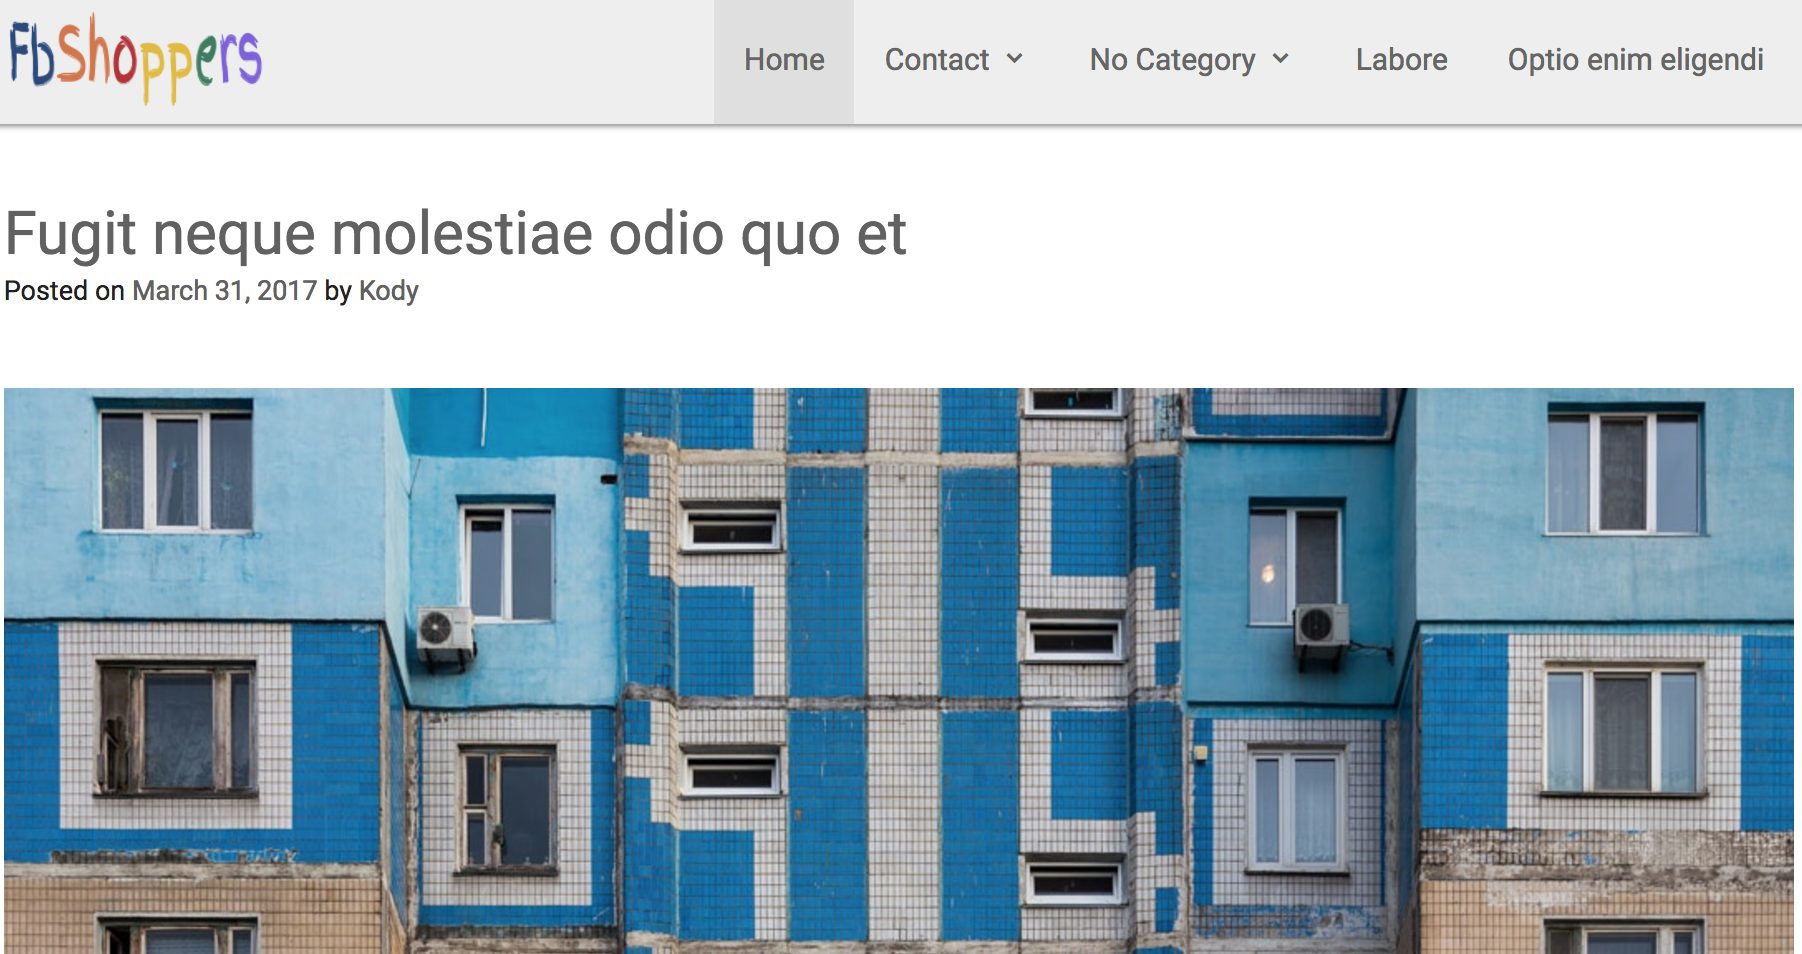 FbShoppers
Home Contact No Category Labore Optio enim eligendi
Fugit neque molestiae odio quo et
Posted on March 31, 2017 by Kody